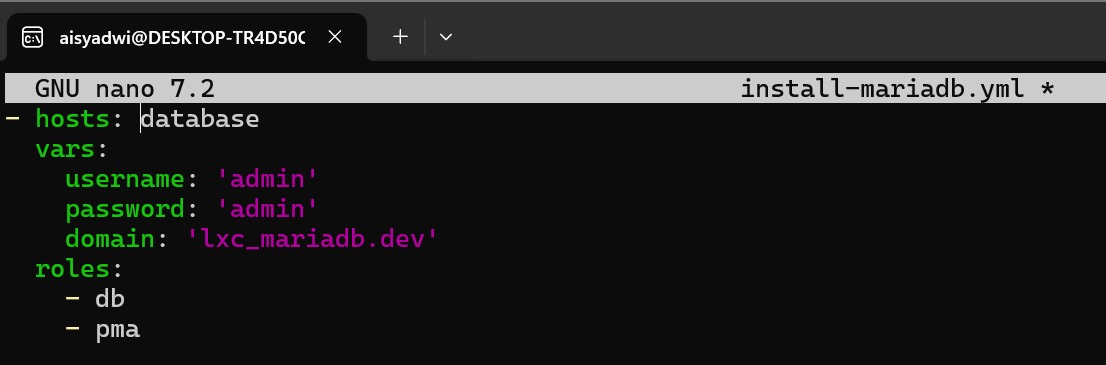 aisyadwi@DESKTOP-TR4D50C
GNU nano 7.2 install-mariadb.yml *
- hosts: database
  vars:
    username: 'admin'
    password: 'admin'
    domain: 'lxc_mariadb.dev'
  roles:
    - db
    - pma